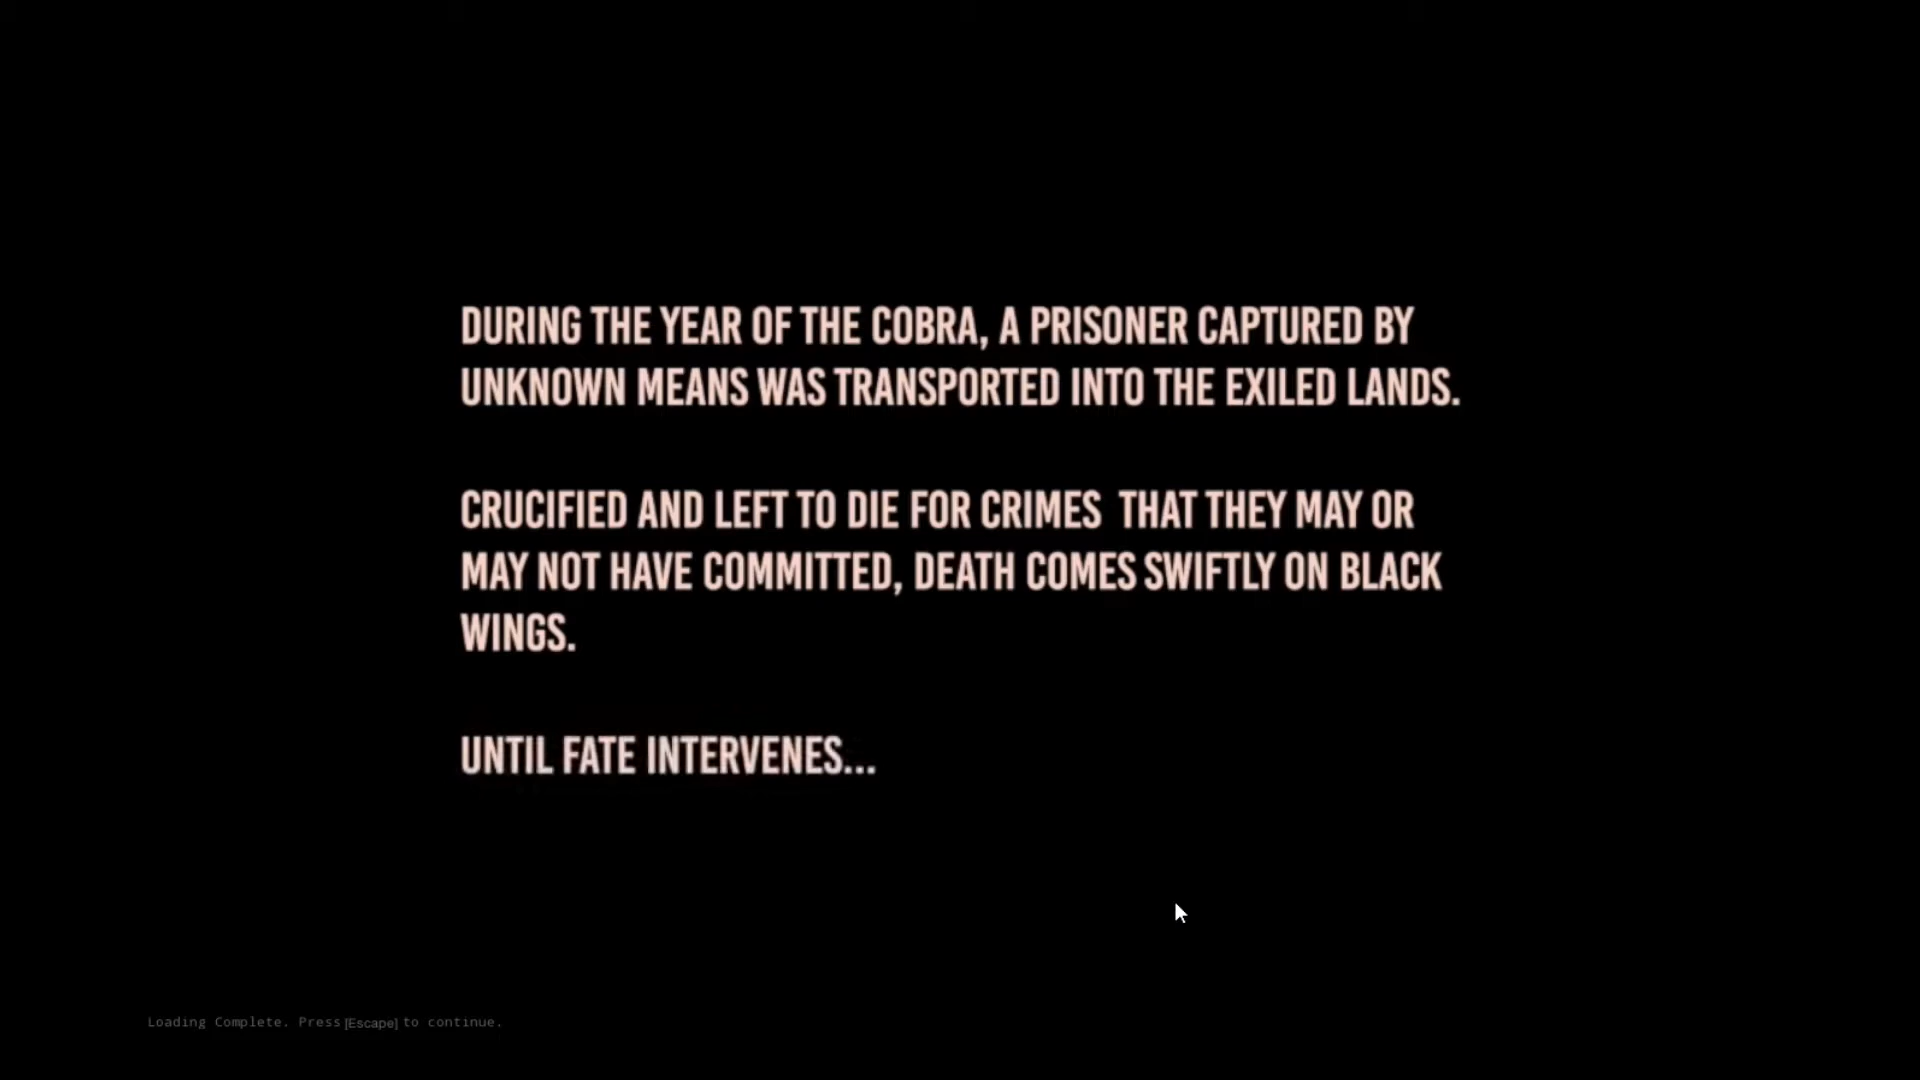 DURING THE YEAR OF THE COBRA, A PRISONER CAPTURED BY
UNKNOWN MEANS WAS TRANSPORTED INTO THE EXILED LANDS.
CRUCIFIED AND LEFT TO DIE FOR CRIMES THAT THEY MAY OR
MAY NOT HAVE COMMITTED, DEATH COMES SWIFTLY ON BLACK
WINGS.
UNTIL FATE INTERVENES...
Loading Complete. Press [Escape] to continue.